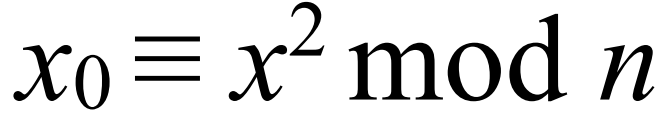 x₀ ≡ x² mod n